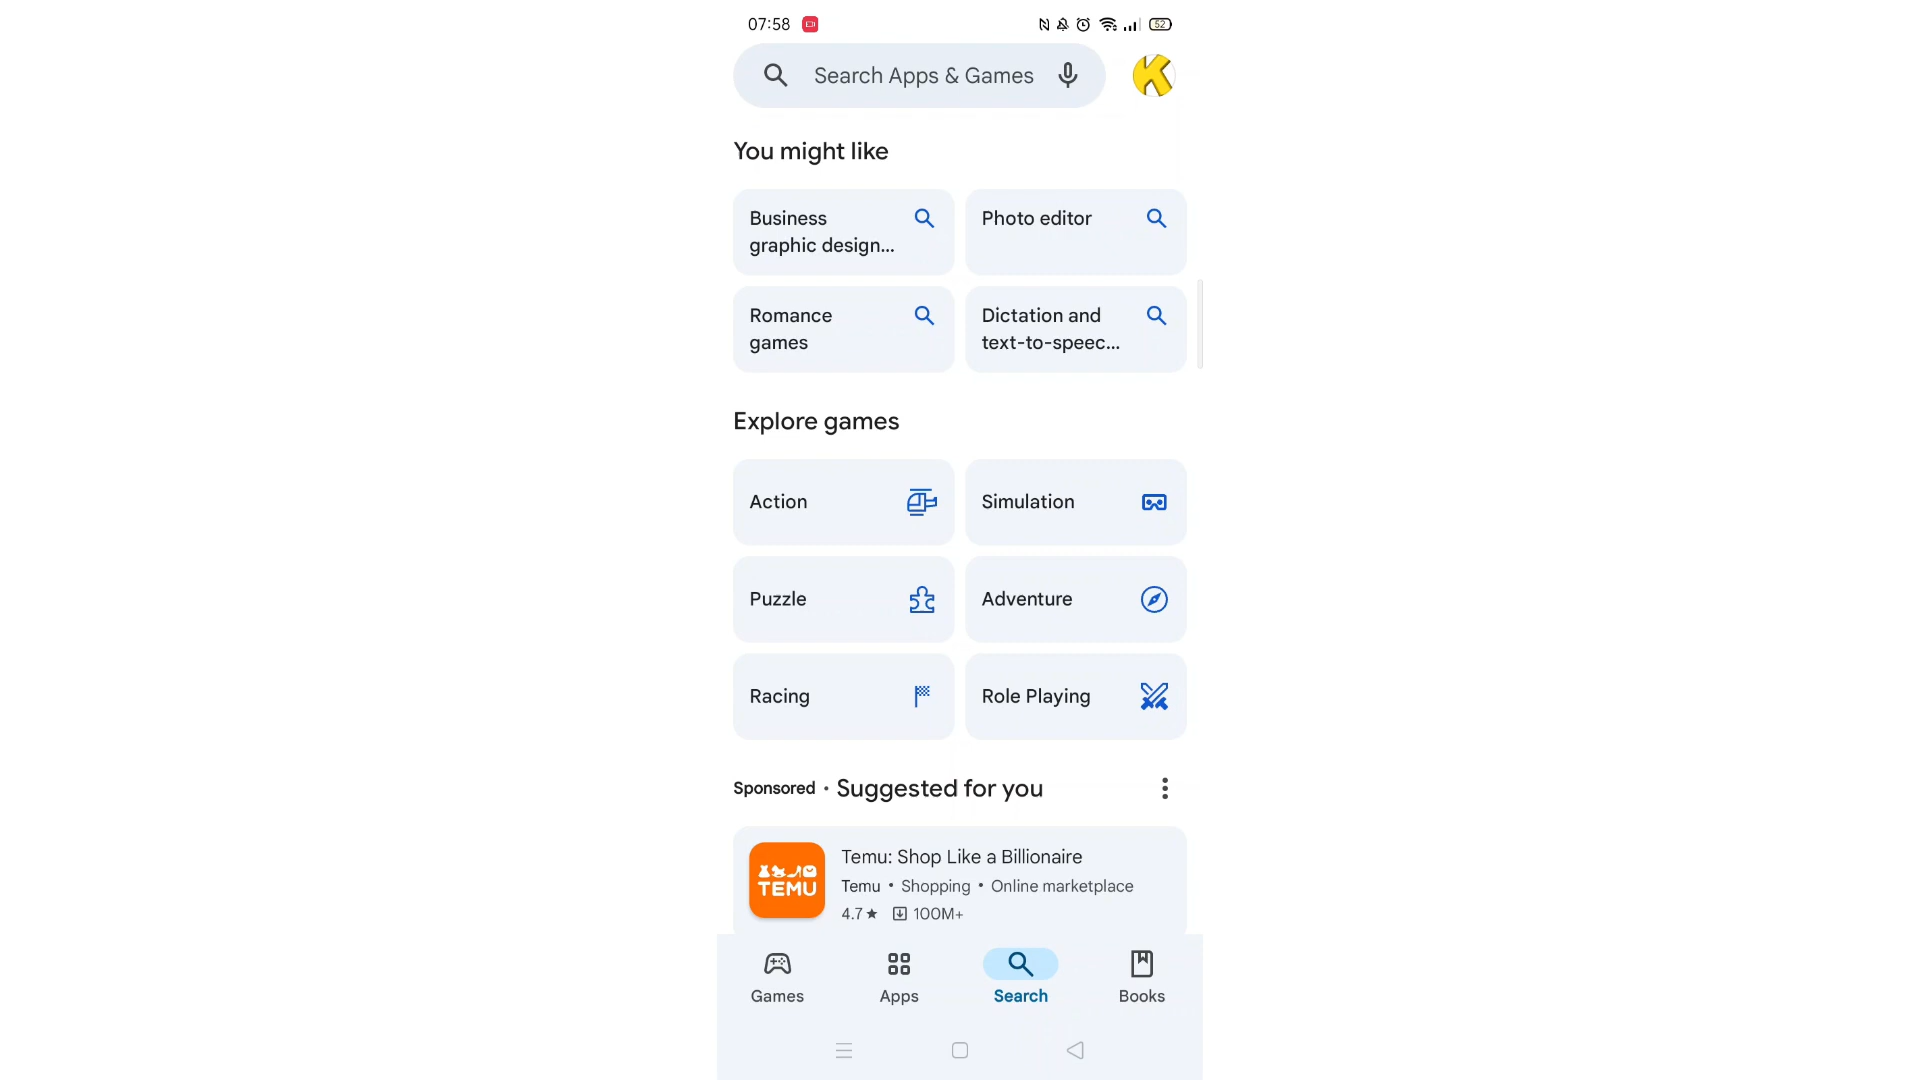 07:58
52
Search Apps & Games
K
You might like
Business
graphic design...
Photo editor
Romance
games
Dictation and
text-to-speec...
Explore games
Action
Simulation
Puzzle
Adventure
Racing
Role Playing
Sponsored • Suggested for you
TEMU
Temu: Shop Like a Billionaire
Temu • Shopping • Online marketplace
4.7★ 100M+
Games
Apps
Search
Books